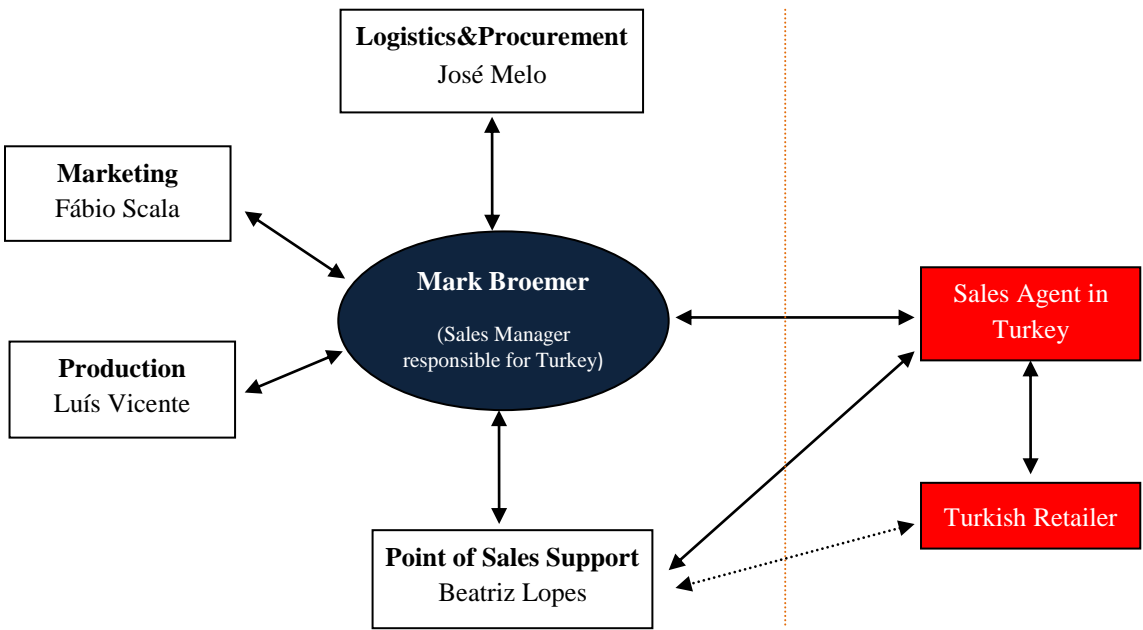 Logistics&Procurement
José Melo
Marketing
Fábio Scala
Mark Broemer
(Sales Manager
responsible for Turkey)
Sales Agent in
Turkey
Production
Luís Vicente
Turkish Retailer
Point of Sales Support
Beatriz Lopes